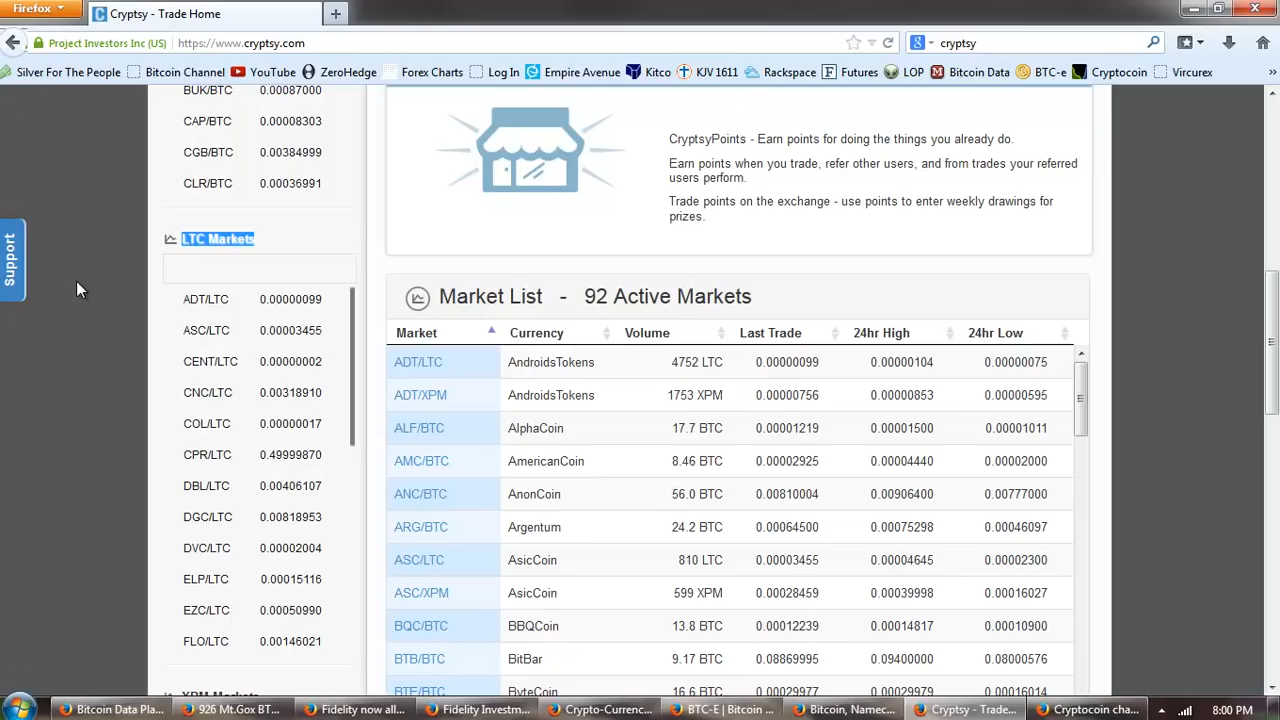 Firefox
Cryptsy - Trade Home
Project Investors Inc (US)
https://www.cryptsy.com
cryptsy
Silver For The People
Bitcoin Channel
YouTube
ZeroHedge
Forex Charts
Log In
Empire Avenue
Kitco
KJV 1611
Rackspace
Futures
LOP
Bitcoin Data
BTC-e
Cryptocoin
Vircurex
Support
BUK/BTC 0.00087000
CAP/BTC 0.00008303
CGB/BTC 0.00384999
CLR/BTC 0.00036991
LTC Markets
ADT/LTC 0.00000099
ASC/LTC 0.00003455
CENT/LTC 0.00000002
CNC/LTC 0.00318910
COL/LTC 0.00000017
CPR/LTC 0.49999870
DBL/LTC 0.00406107
DGC/LTC 0.00818953
DVC/LTC 0.00002004
ELP/LTC 0.00015116
EZC/LTC 0.00050990
FLO/LTC 0.00146021
XPM Markets
CryptsyPoints - Earn points for doing the things you already do.
Earn points when you trade, refer other users, and from trades your referred
users perform.
Trade points on the exchange - use points to enter weekly drawings for
prizes.
Market List - 92 Active Markets
Market Currency Volume Last Trade 24hr High 24hr Low
ADT/LTC AndroidsTokens 4752 LTC 0.00000099 0.00000104 0.00000075
ADT/XPM AndroidsTokens 1753 XPM 0.00000756 0.00000853 0.00000595
ALF/BTC AlphaCoin 17.7 BTC 0.00001219 0.00001500 0.00001011
AMC/BTC AmericanCoin 8.46 BTC 0.00002925 0.00004440 0.00002000
ANC/BTC AnonCoin 56.0 BTC 0.00810004 0.00906400 0.00777000
ARG/BTC Argentum 24.2 BTC 0.00064500 0.00075298 0.00046097
ASC/LTC AsicCoin 810 LTC 0.00003455 0.00004645 0.00002300
ASC/XPM AsicCoin 599 XPM 0.00028459 0.00039998 0.00016027
BQC/BTC BBQCoin 13.8 BTC 0.00012239 0.00014817 0.00010900
BTB/BTC BitBar 9.17 BTC 0.08869995 0.09400000 0.08000576
BTE/BTC ByteCoin 16.6 BTC 0.00029977 0.00029979 0.00016014
Bitcoin Data Pla...
926 Mt.Gox BT...
Fidelity now all...
Fidelity Investm...
Crypto-Currenc...
BTC-E | Bitcoin ...
Bitcoin, Namec...
Cryptsy - Trade...
Cryptocoin cha...
8:00 PM